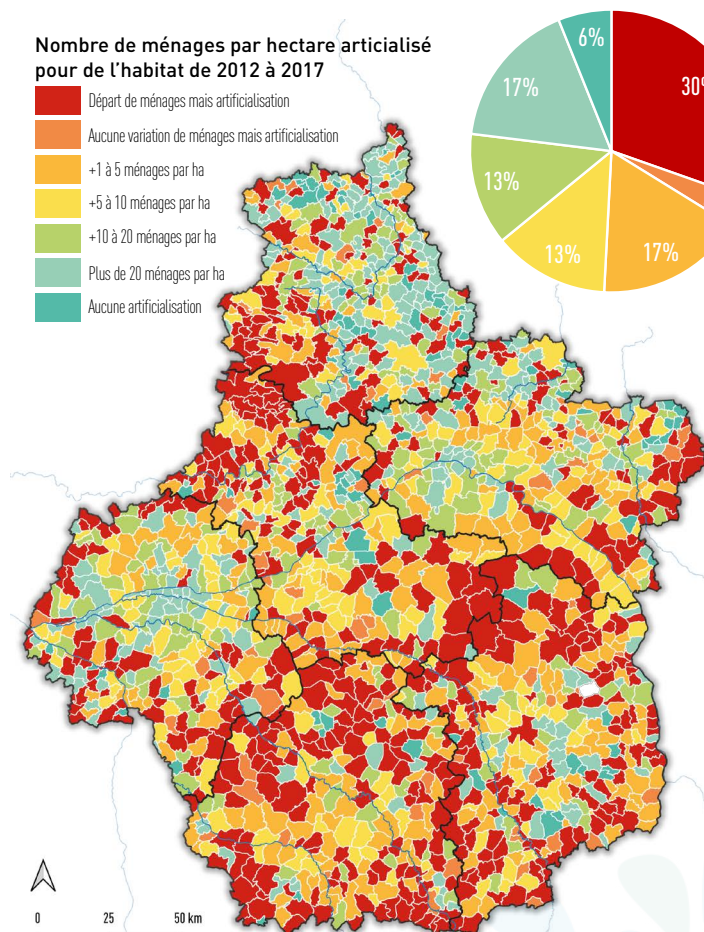 Nombre de ménages par hectare articialisé
pour de l'habitat de 2012 à 2017
Départ de ménages mais artificialisation
Aucune variation de ménages mais artificialisation
+1 à 5 ménages par ha
+5 à 10 ménages par ha
+10 à 20 ménages par ha
Plus de 20 ménages par ha
Aucune artificialisation
6%
30%
17%
13%
13%
17%
0 25 50 km